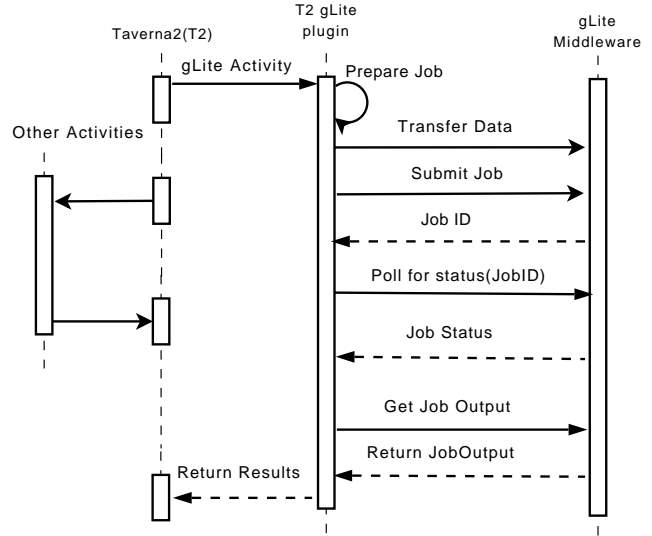 T2 gLite
plugin
gLite
Middleware
Taverna2(T2)
gLite Activity
Prepare Job
Other Activities
Transfer Data
Submit Job
Job ID
Poll for status(JobID)
Job Status
Get Job Output
Return JobOutput
Return Results